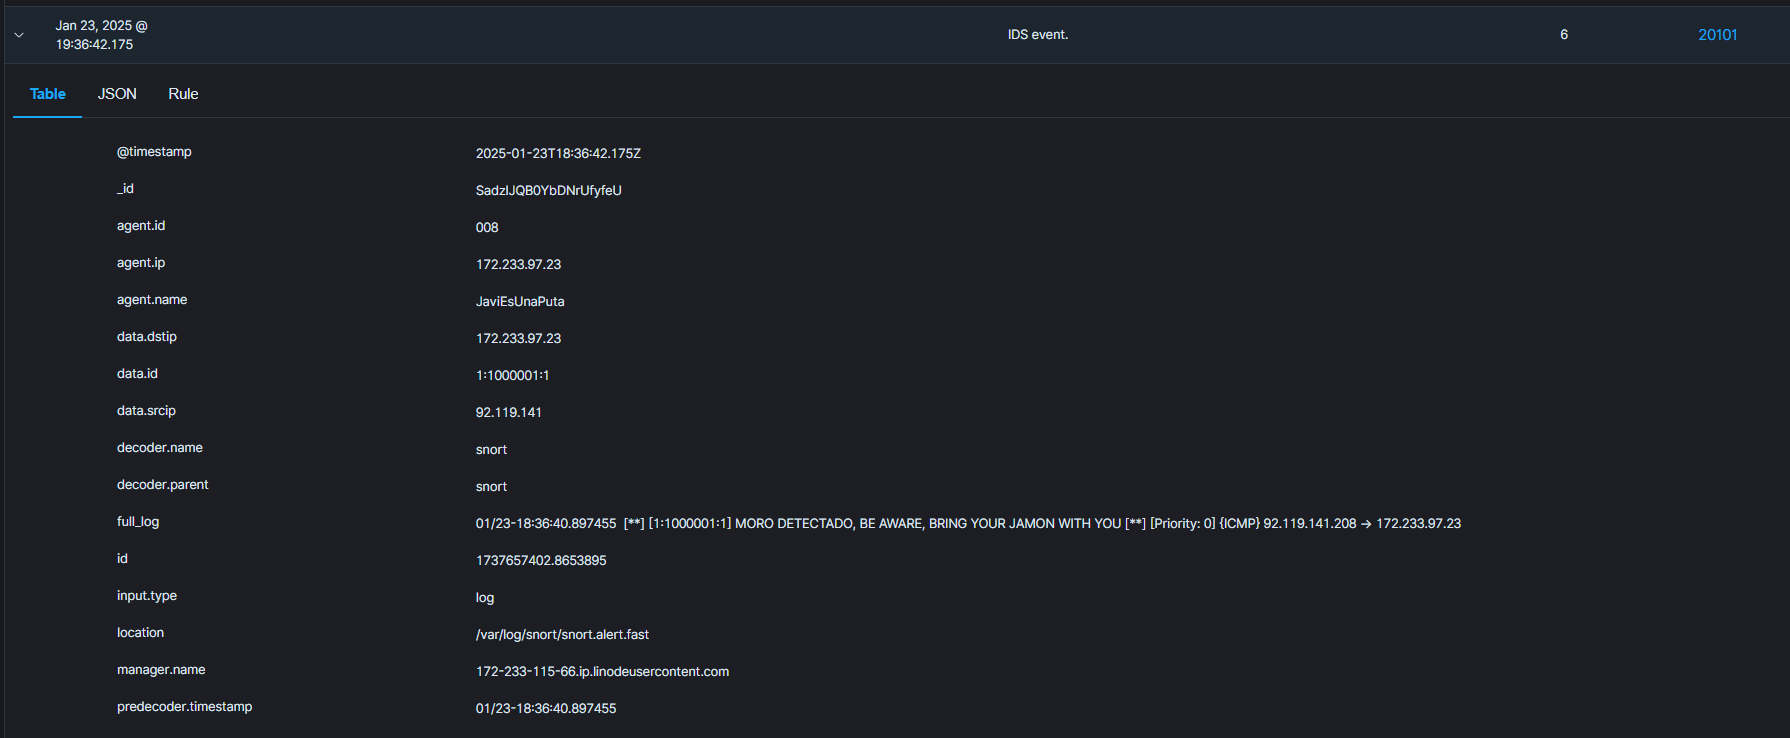 Jan 23, 2025 @
19:36:42.175
IDS event.
6
20101
Table JSON Rule
@timestamp 2025-01-23T18:36:42.175Z
_id SadzlJQB0YbDNrUfyfeU
agent.id 008
agent.ip 172.233.97.23
agent.name JaviEsUnaPuta
data.dstip 172.233.97.23
data.id 1:1000001:1
data.srcip 92.119.141
decoder.name snort
decoder.parent snort
full_log 01/23-18:36:40.897455  [**] [1:1000001:1] MORO DETECTADO, BE AWARE, BRING YOUR JAMON WITH YOU [**] [Priority: 0] {ICMP} 92.119.141.208 → 172.233.97.23
id 1737657402.8653895
input.type log
location /var/log/snort/snort.alert.fast
manager.name 172-233-115-66.ip.linodeusercontent.com
predecoder.timestamp 01/23-18:36:40.897455